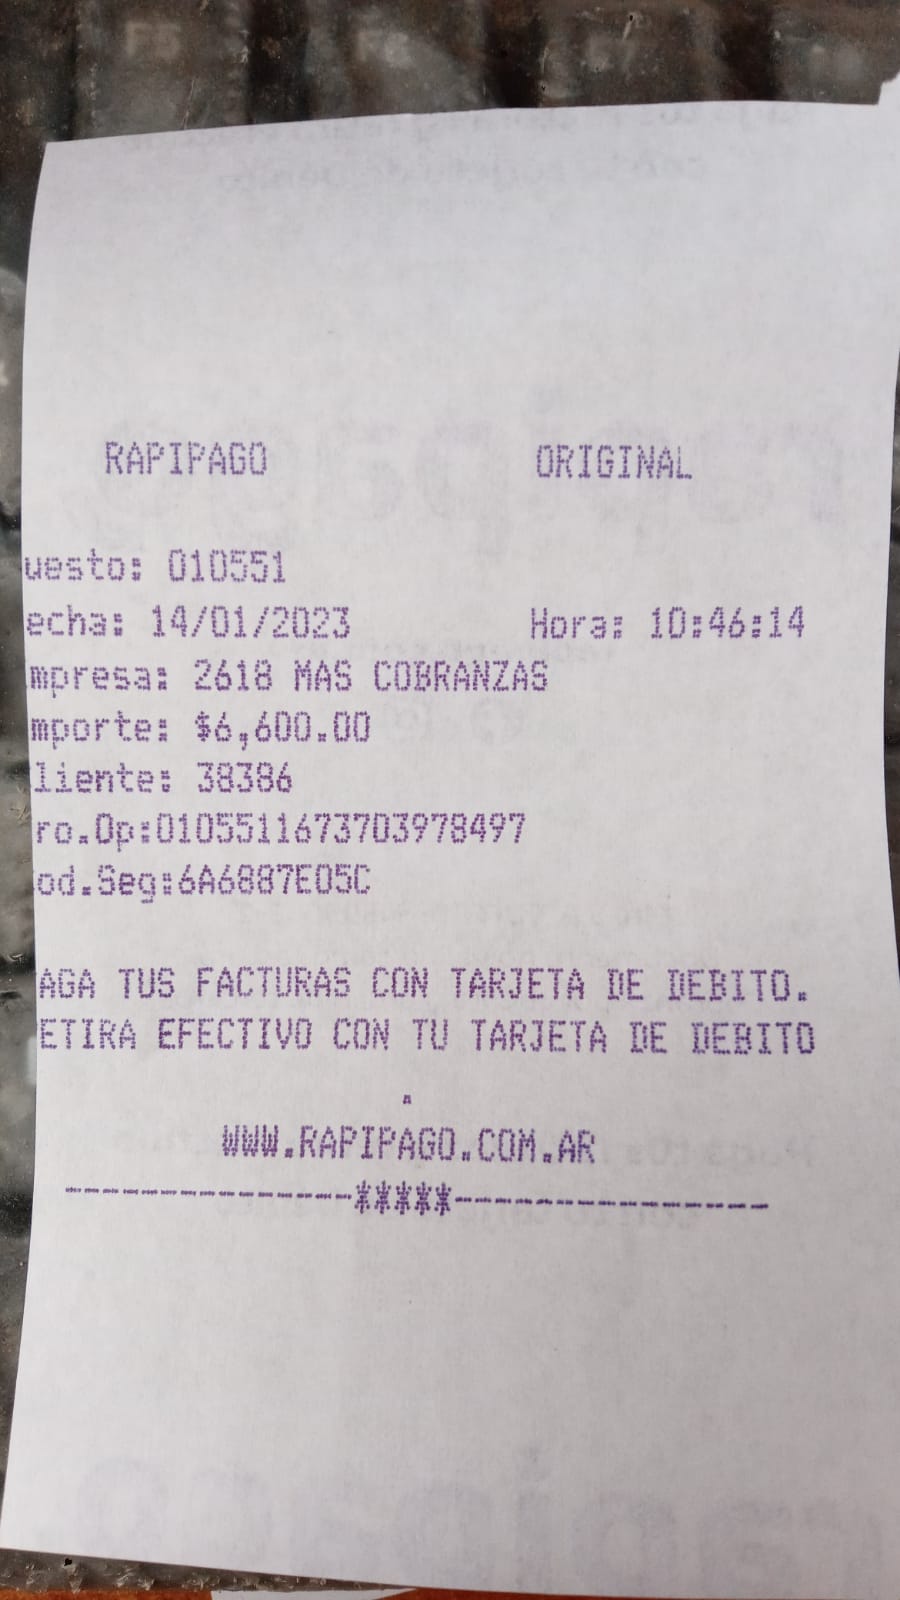 RAPIPAGO ORIGINAL
uesto: 010551
echa: 14/01/2023 Hora: 10:46:14
mpresa: 2618 MAS COBRANZAS
mporte: $6,600.00
liente: 38386
ro.Op:0105511673703978497
od.Seg:6A6887E05C
AGA TUS FACTURAS CON TARJETA DE DEBITO.
ETIRA EFECTIVO CON TU TARJETA DE DEBITO
.
WWW.RAPIPAGO.COM.AR
---------------*****----------------